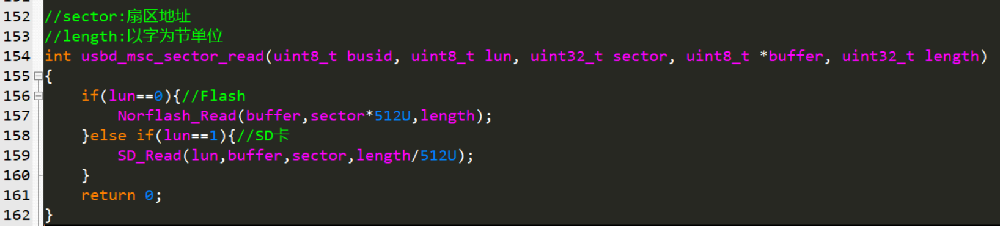 152 //sector:扇区地址
153 //length:以字为节单位
154 int usbd_msc_sector_read(uint8_t busid, uint8_t lun, uint32_t sector, uint8_t *buffer, uint32_t length)
155 {
156     if(lun==0){//Flash
157         Norflash_Read(buffer,sector*512U,length);
158     }else if(lun==1){//SD卡
159         SD_Read(lun,buffer,sector,length/512U);
160     }
161     return 0;
162 }